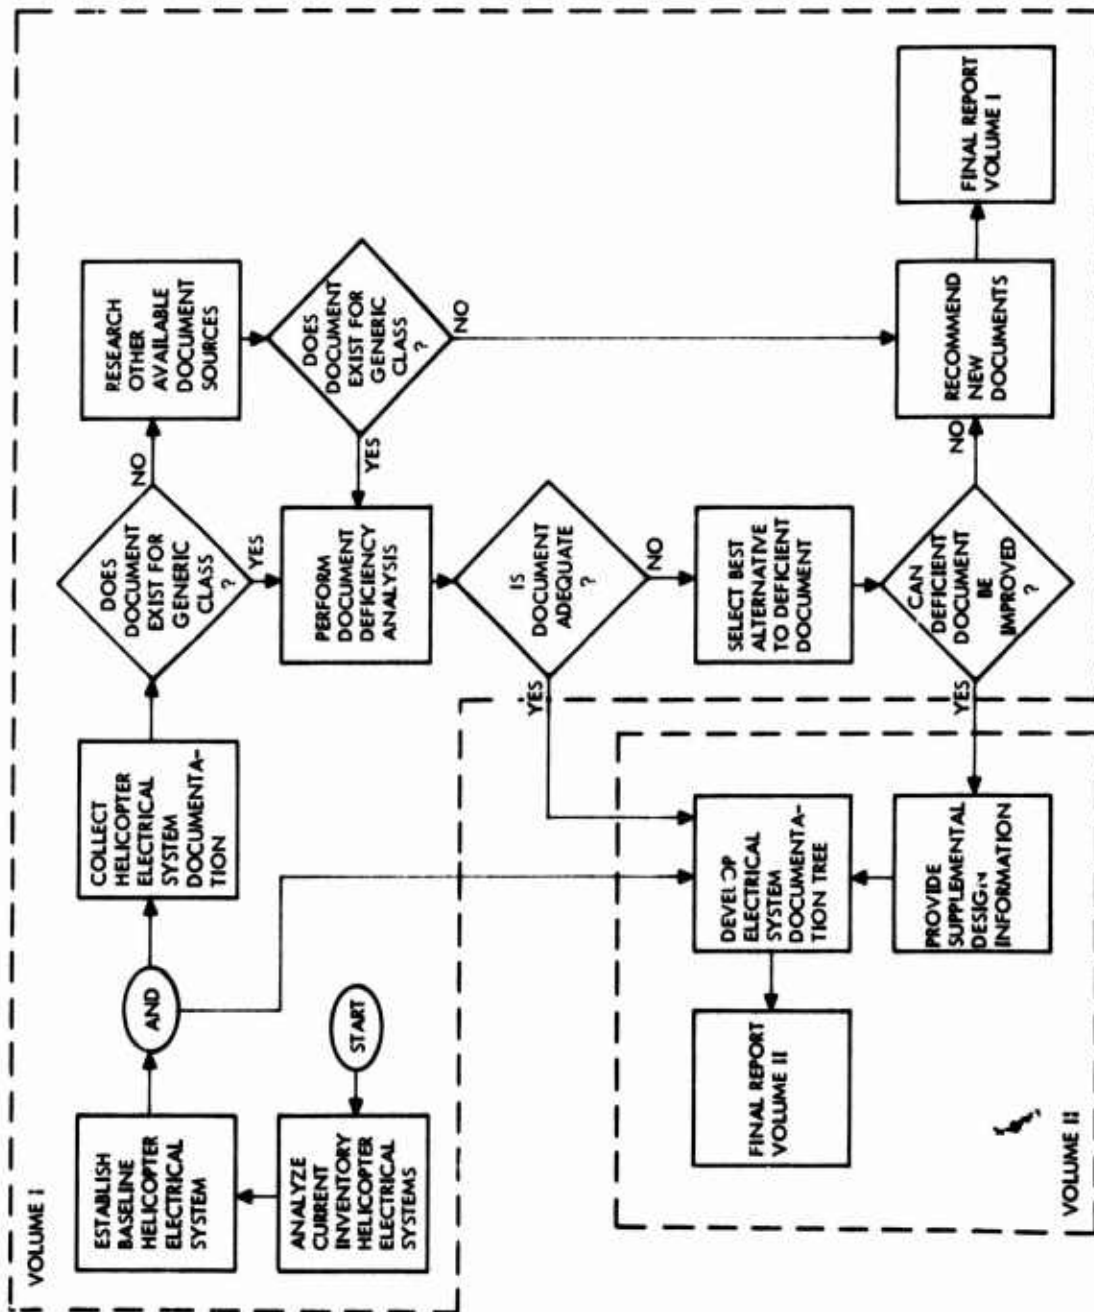 VOLUME I
ESTABLISH
BASELINE
HELICOPTER
ELECTRICAL
SYSTEM
AND
COLLECT
HELICOPTER
ELECTRICAL
SYSTEM
DOCUMENTA-
TION
DOES
DOCUMENT
EXIST FOR
GENERIC
CLASS
?
NO
YES
RESEARCH
OTHER
AVAILABLE
DOCUMENT
SOURCES
START
ANALYZE
CURRENT
INVENTORY
HELICOPTER
ELECTRICAL
SYSTEMS
PERFORM
DOCUMENT
DEFICIENCY
ANALYSIS
DOES
DOCUMENT
EXIST FOR
GENERIC
CLASS
?
YES
NO
IS
DOCUMENT
ADEQUATE
?
YES
NO
FINAL REPORT
VOLUME II
DEVELOP
ELECTRICAL
SYSTEM
DOCUMENTA-
TION TREE
SELECT BEST
ALTERNATIVE
TO DEFICIENT
DOCUMENT
PROVIDE
SUPPLEMENTAL
DESIGN
INFORMATION
YES
CAN
DEFICIENT
DOCUMENT
BE
IMPROVED
?
NO
RECOMMEND
NEW
DOCUMENTS
FINAL REPORT
VOLUME I
VOLUME II